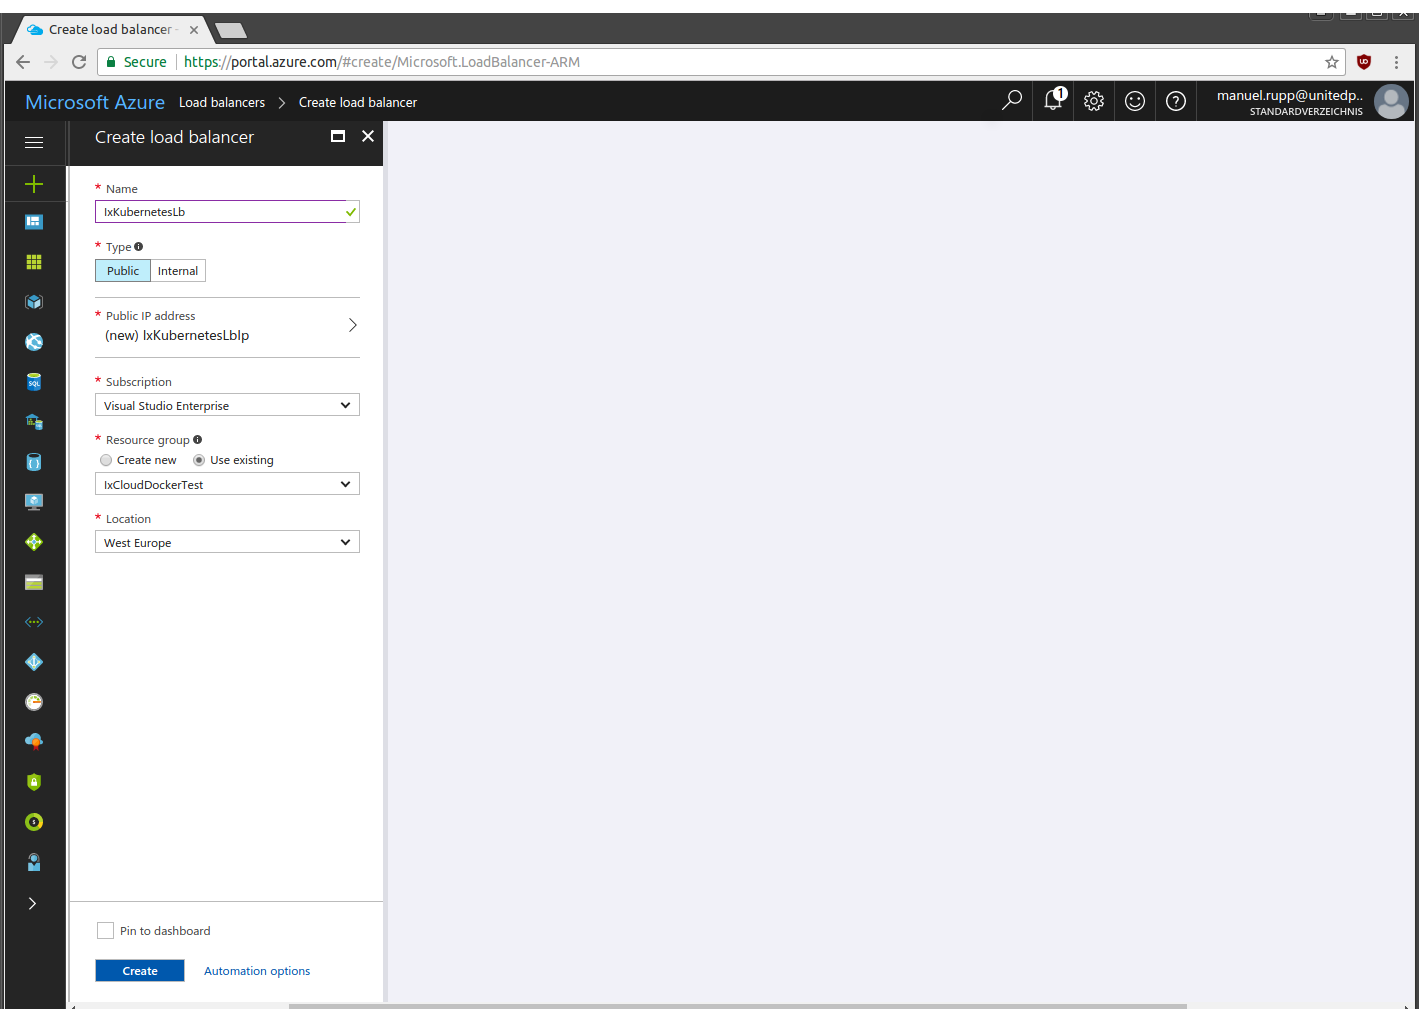 Create load balancer -
Secure https://portal.azure.com/#create/Microsoft.LoadBalancer-ARM
Microsoft Azure Load balancers > Create load balancer 1 manuel.rupp@unitedp..
STANDARDVERZEICHNIS
Create load balancer
* Name
IxKubernetesLb
* Type
Public Internal
* Public IP address
(new) IxKubernetesLbIp
* Subscription
Visual Studio Enterprise
* Resource group
Create new Use existing
IxCloudDockerTest
* Location
West Europe
SQL
Pin to dashboard
Create Automation options